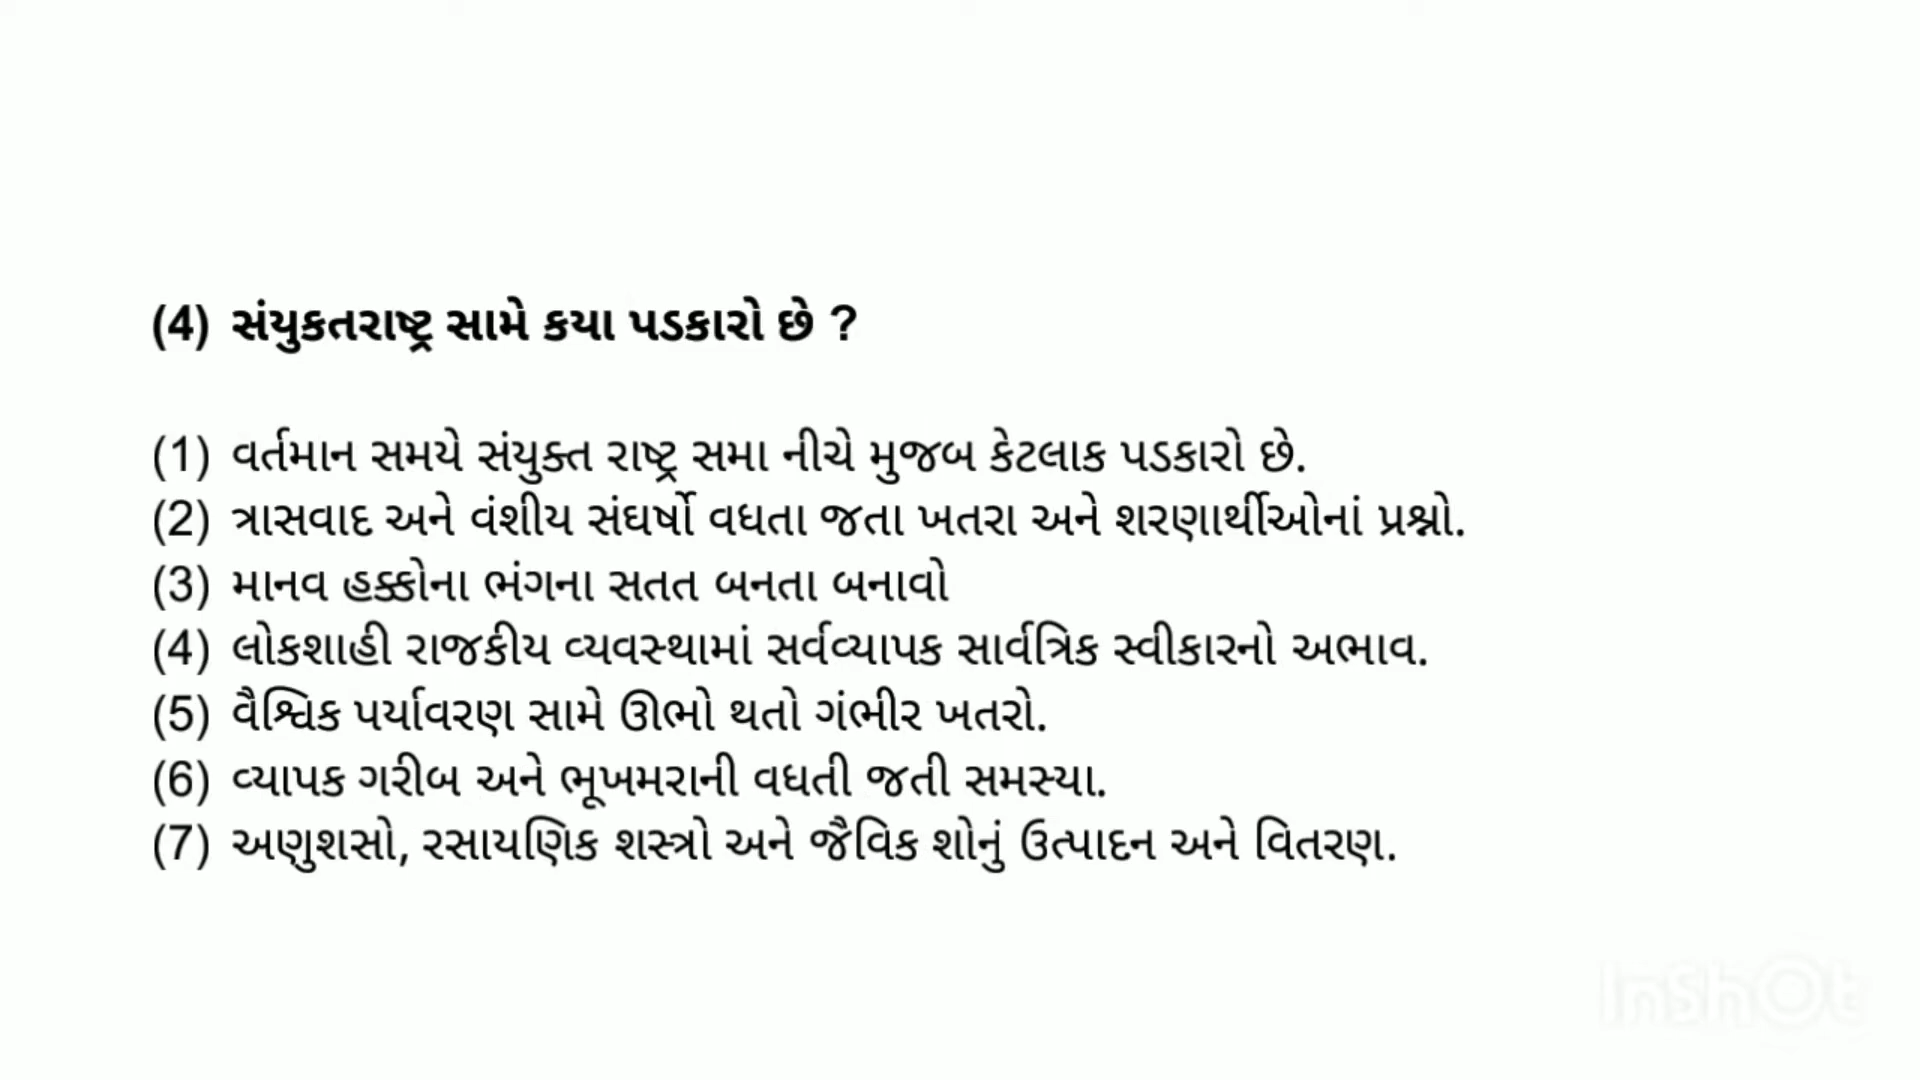 (4) સંયુકતરાષ્ટ્ર સામે કયા પડકારો છે ?
(1) વર્તમાન સમયે સંયુક્ત રાષ્ટ્ર સમા નીચે મુજબ કેટલાક પડકારો છે.
(2) ત્રાસવાદ અને વંશીય સંઘર્ષો વધતા જતા ખતરા અને શરણાર્થીઓનાં પ્રશ્નો.
(3) માનવ હક્કોના ભંગના સતત બનતા બનાવો
(4) લોકશાહી રાજકીય વ્યવસ્થામાં સર્વવ્યાપક સાર્વત્રિક સ્વીકારનો અભાવ.
(5) વૈશ્વિક પર્યાવરણ સામે ઊભો થતો ગંભીર ખતરો.
(6) વ્યાપક ગરીબ અને ભૂખમરાની વધતી જતી સમસ્યા.
(7) અણુશસો, રસાયણિક શસ્ત્રો અને જૈવિક શોનું ઉત્પાદન અને વિતરણ.
InShOt